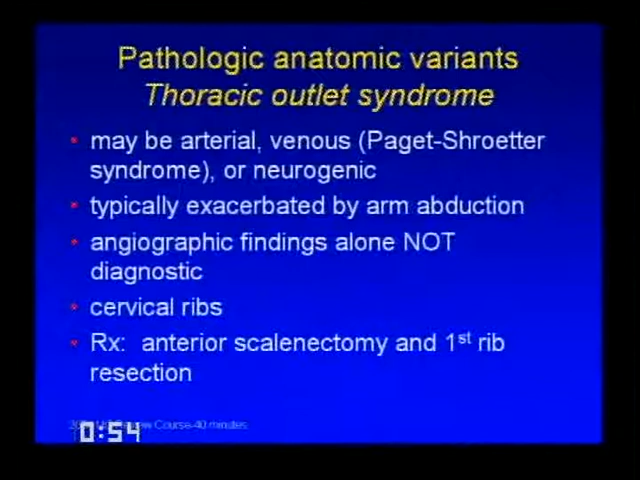 Pathologic anatomic variants
Thoracic outlet syndrome
may be arterial, venous (Paget-Shroetter
syndrome), or neurogenic
typically exacerbated by arm abduction
angiographic findings alone NOT
diagnostic
cervical ribs
Rx: anterior scalenectomy and 1st rib
resection
Course-40 minutes
0:54